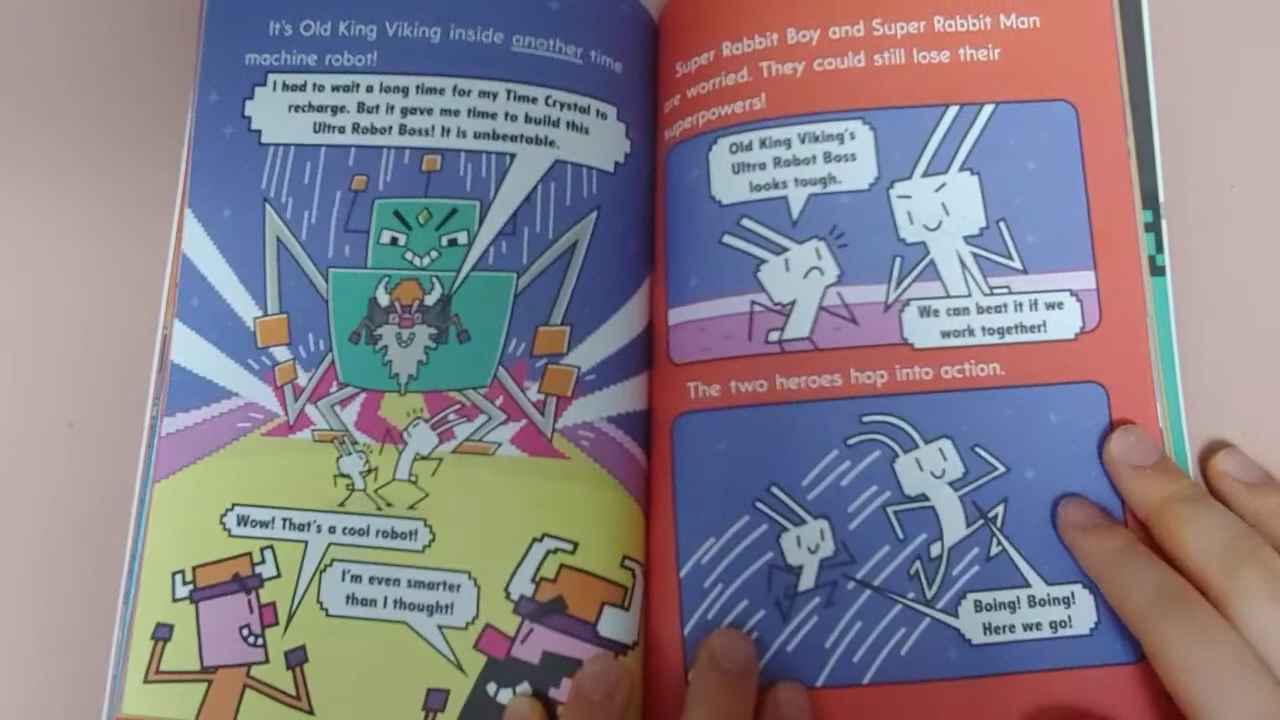 It's Old King Viking inside another time
machine robot!
I had to wait a long time for my Time Crystal to
recharge. But it gave me time to build this
Ultra Robot Boss! It is unbeatable.
Wow! That's a cool robot!
I'm even smarter
than I thought!
Super Rabbit Boy and Super Rabbit Man
are worried. They could still lose their
superpowers!
Old King Viking's
Ultra Robot Boss
looks tough.
We can beat it if we
work together!
The two heroes hop into action.
Boing! Boing!
Here we go!